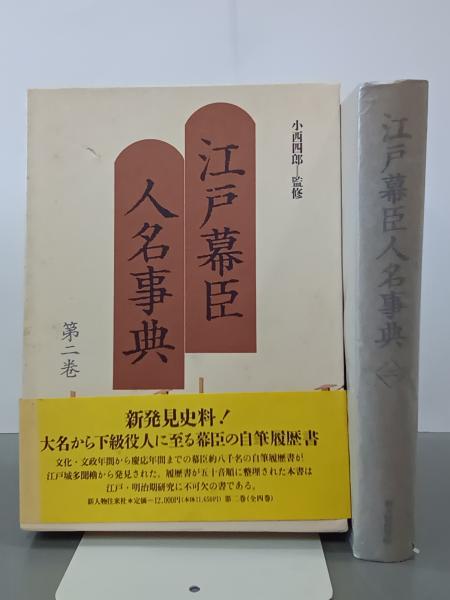 小西四郎―監修
江戸幕臣
人名事典
第二巻
新発見史料!
大名から下級役人に至る幕臣の自筆履歴書
文化・文政年間から慶応年間までの幕臣約八千名の自筆履歴書が
江戸城多聞櫓から発見された。履歴書が五十音順に整理された本書は
江戸・明治期研究に不可欠の書である。
新人物往来社*定価―12,000円(本体11,650円) 第二巻(全四巻)
江戸幕臣人名事典